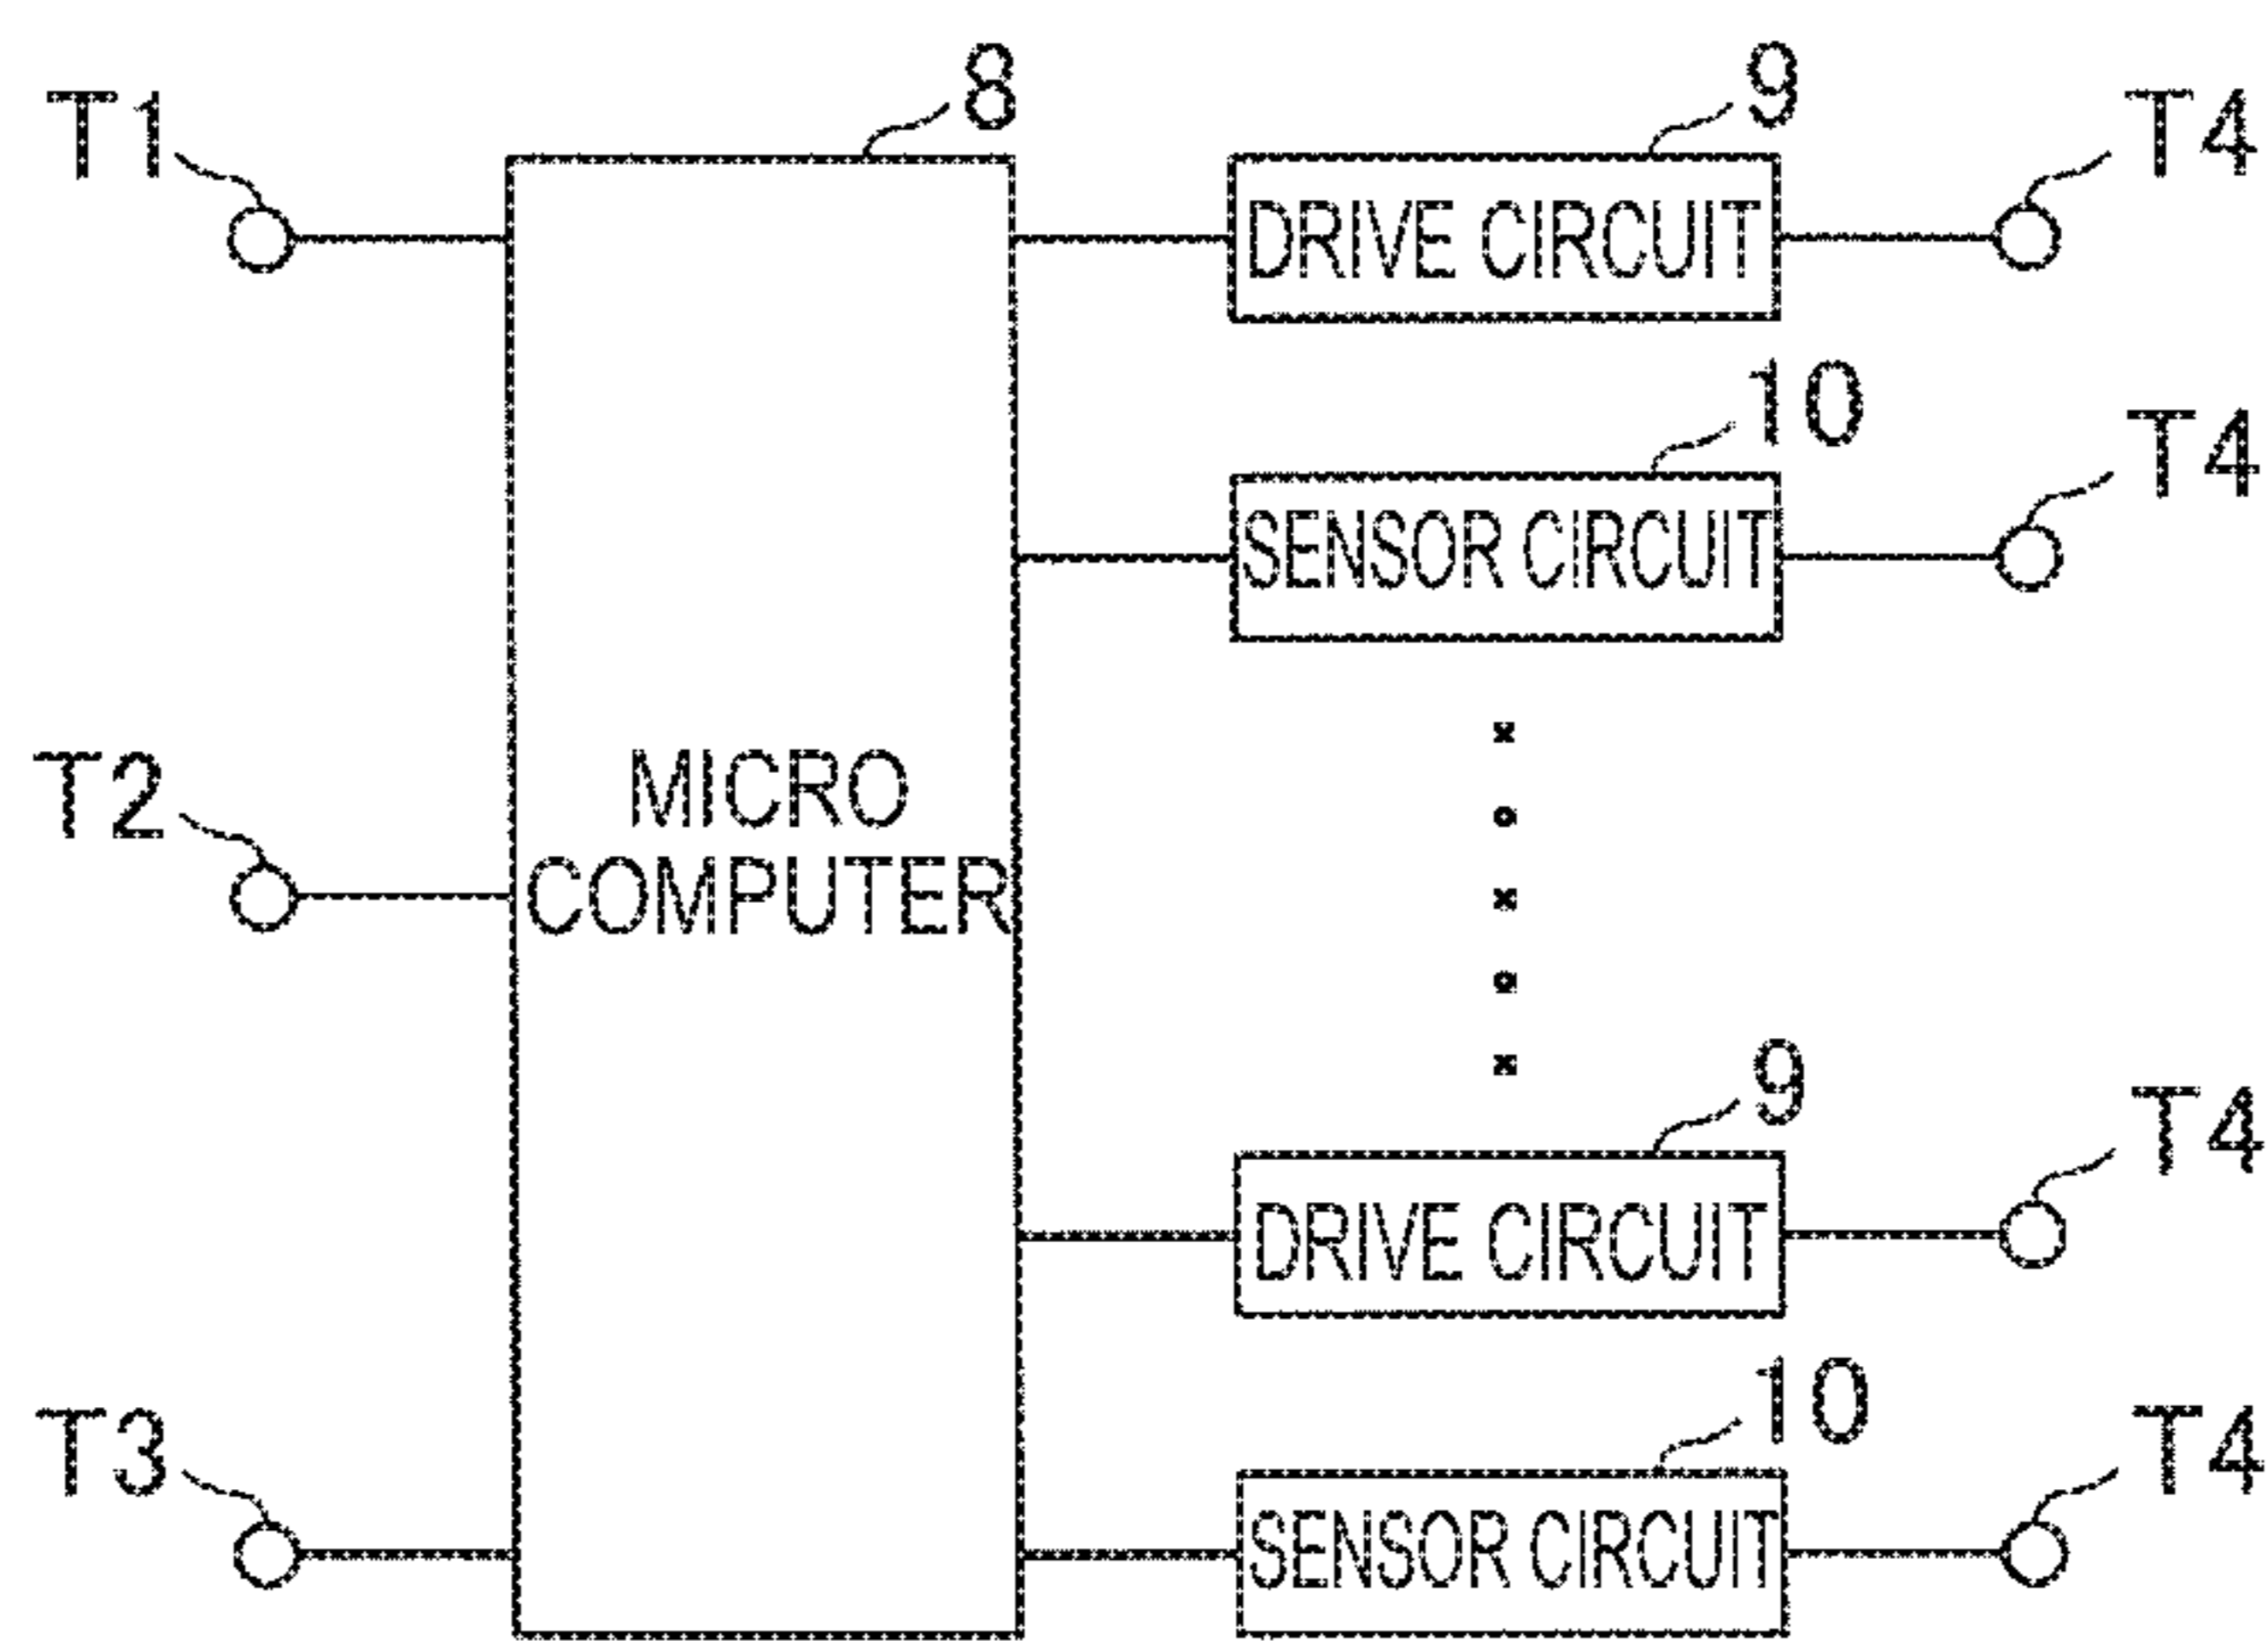 T1
8
9
T4
DRIVE CIRCUIT
10
T4
SENSOR CIRCUIT
T2
MICRO
COMPUTER
9
T4
DRIVE CIRCUIT
T3
10
T4
SENSOR CIRCUIT